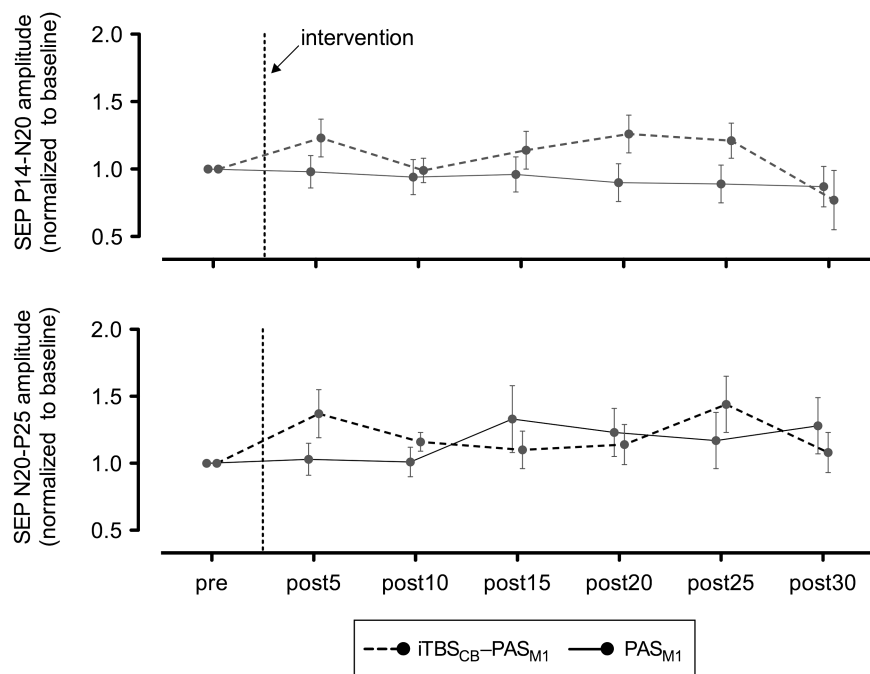 2.0
intervention
1.5
1.0
0.5
SEP P14-N20 amplitude
(normalized to baseline)
2.0
1.5
1.0
0.5
SEP N20-P25 amplitude
(normalized to baseline)
pre post5 post10 post15 post20 post25 post30
iTBSCB–PASM1 PASM1